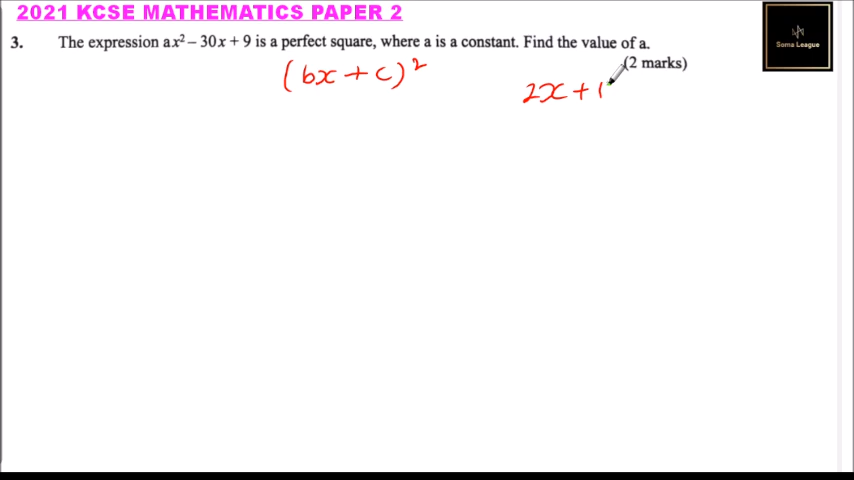 2021 KCSE MATHEMATICS PAPER 2
3. The expression ax² – 30x + 9 is a perfect square, where a is a constant. Find the value of a.
(2 marks)
Soma League
(bx + c)²
2x + 1